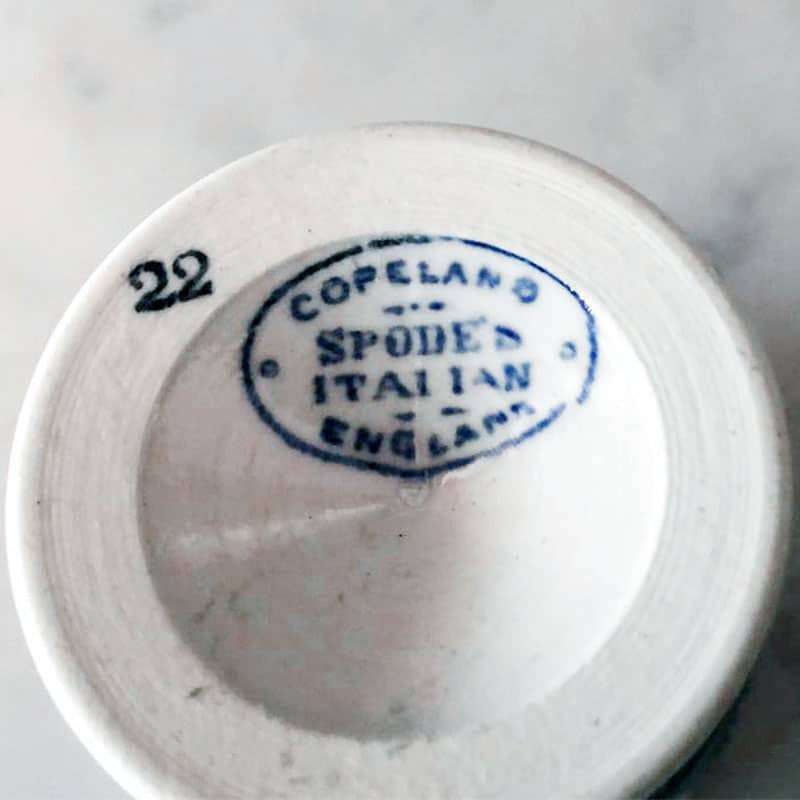 22
COPELAND
SPODE'S
ITALIAN
ENGLAND